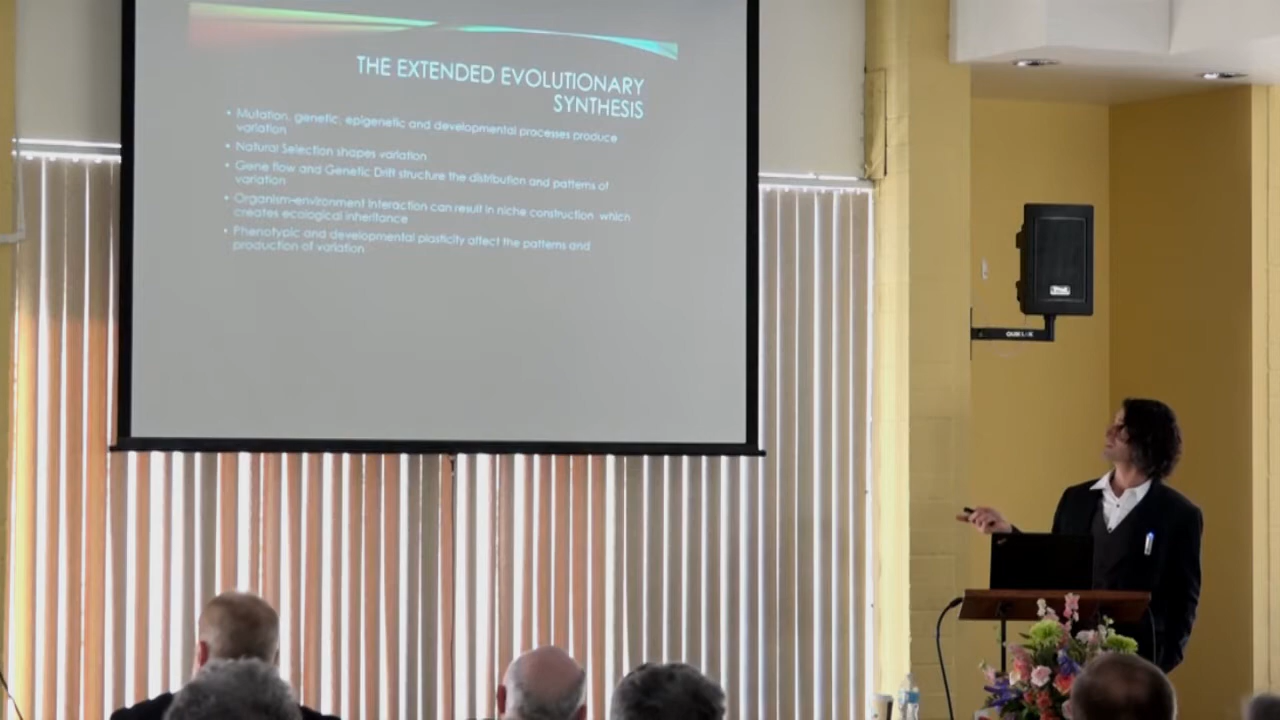 THE EXTENDED EVOLUTIONARY
SYNTHESIS
• Mutation, genetic, epigenetic and developmental processes produce
variation
• Natural Selection shapes variation
• Gene flow and Genetic Drift structure the distribution and patterns of
variation
• Organism-environment interaction can result in niche construction which
creates ecological inheritance
• Phenotypic and developmental plasticity affect the patterns and
production of variation